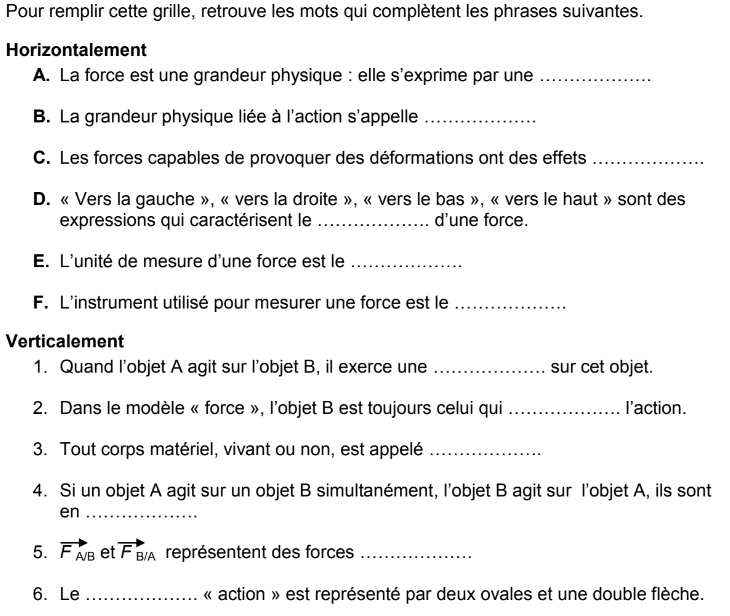 Pour remplir cette grille, retrouve les mots qui complètent les phrases suivantes.
Horizontalement
A. La force est une grandeur physique : elle s'exprime par une ...................
B. La grandeur physique liée à l'action s'appelle ...................
C. Les forces capables de provoquer des déformations ont des effets ...................
D. « Vers la gauche », « vers la droite », « vers le bas », « vers le haut » sont des
expressions qui caractérisent le ................... d'une force.
E. L'unité de mesure d'une force est le ...................
F. L'instrument utilisé pour mesurer une force est le ...................
Verticalement
1. Quand l'objet A agit sur l'objet B, il exerce une ................... sur cet objet.
2. Dans le modèle « force », l'objet B est toujours celui qui ................... l'action.
3. Tout corps matériel, vivant ou non, est appelé ...................
4. Si un objet A agit sur un objet B simultanément, l'objet B agit sur l'objet A, ils sont
en ...................
5. F A/B et F B/A représentent des forces ...................
6. Le ................... « action » est représenté par deux ovales et une double flèche.